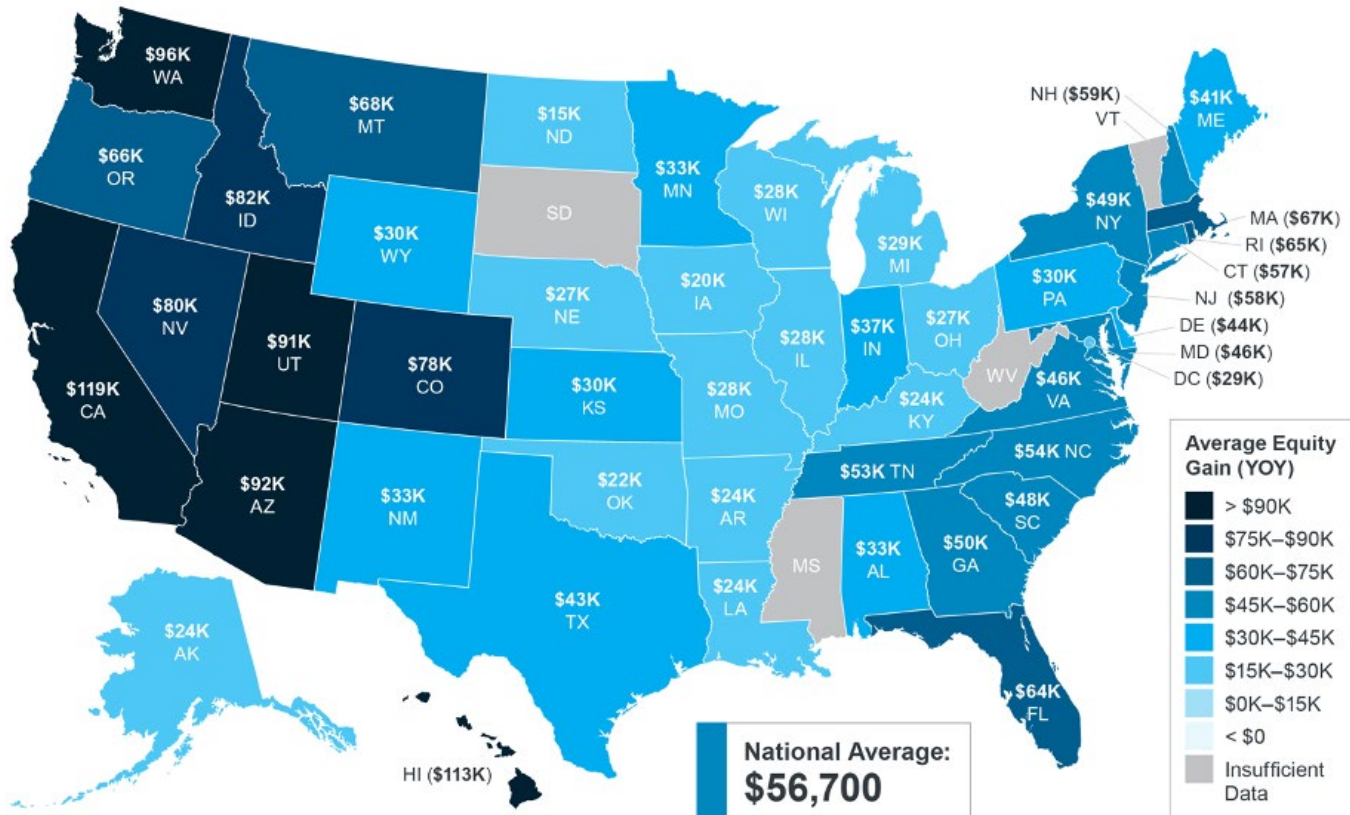 $96K
WA
$66K
OR
$82K
ID
$68K
MT
$15K
ND
SD
$30K
WY
$80K
NV
$91K
UT
$78K
CO
$119K
CA
$92K
AZ
$33K
NM
$27K
NE
$30K
KS
$22K
OK
$43K
TX
$33K
MN
$20K
IA
$28K
MO
$24K
AR
$24K
LA
$28K
WI
$28K
IL
$29K
MI
$37K
IN
$27K
OH
$24K
KY
$53K TN
MS
$33K
AL
$50K
GA
$64K
FL
$48K
SC
$54K NC
$46K
VA
WV
$30K
PA
$49K
NY
$41K
ME
NH ($59K)
VT
MA ($67K)
RI ($65K)
CT ($57K)
NJ ($58K)
DE ($44K)
MD ($46K)
DC ($29K)
$24K
AK
HI ($113K)
National Average:
$56,700
Average Equity
Gain (YOY)
> $90K
$75K–$90K
$60K–$75K
$45K–$60K
$30K–$45K
$15K–$30K
$0K–$15K
< $0
Insufficient
Data